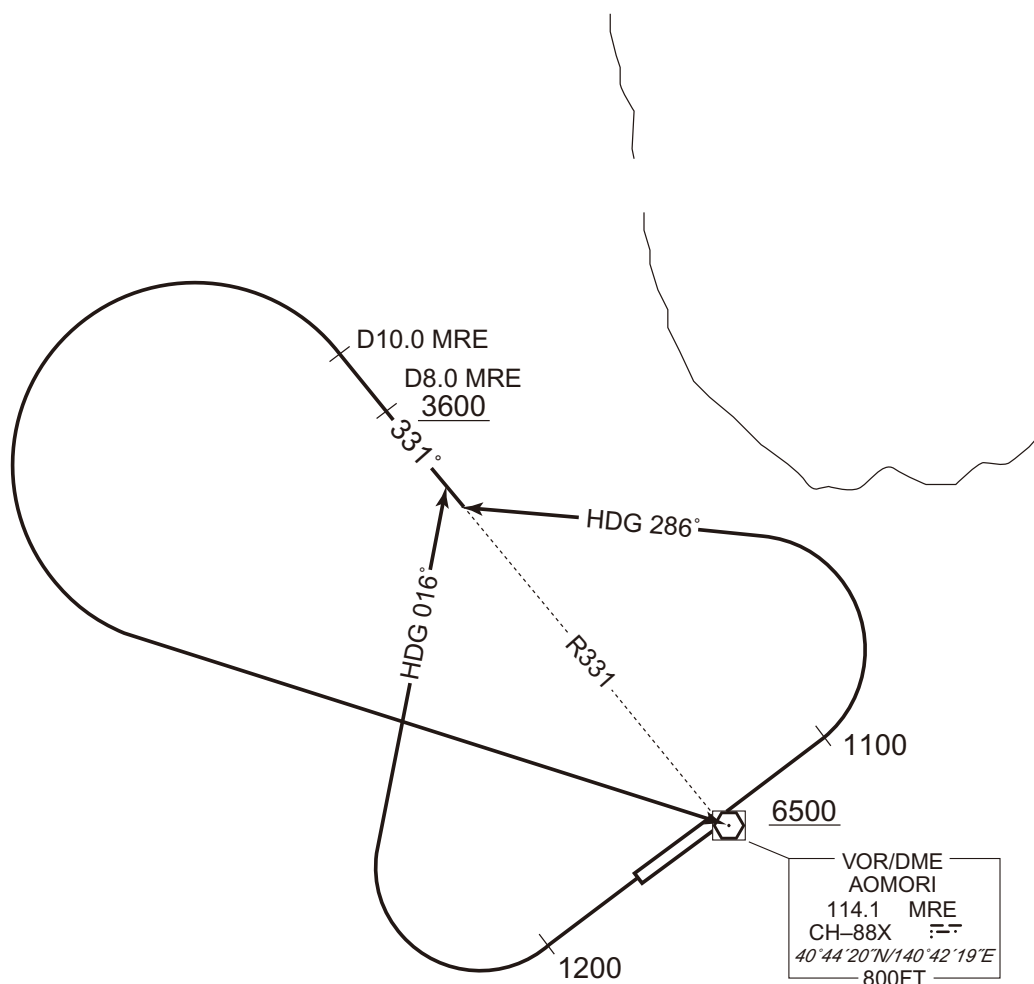 D10.0 MRE
D8.0 MRE
3600
331°
HDG 286°
HDG 016°
R331
1100
6500
1200
VOR/DME
AOMORI
114.1 MRE
CH–88X
40°44´20˝N/140°42´19˝E
800FT